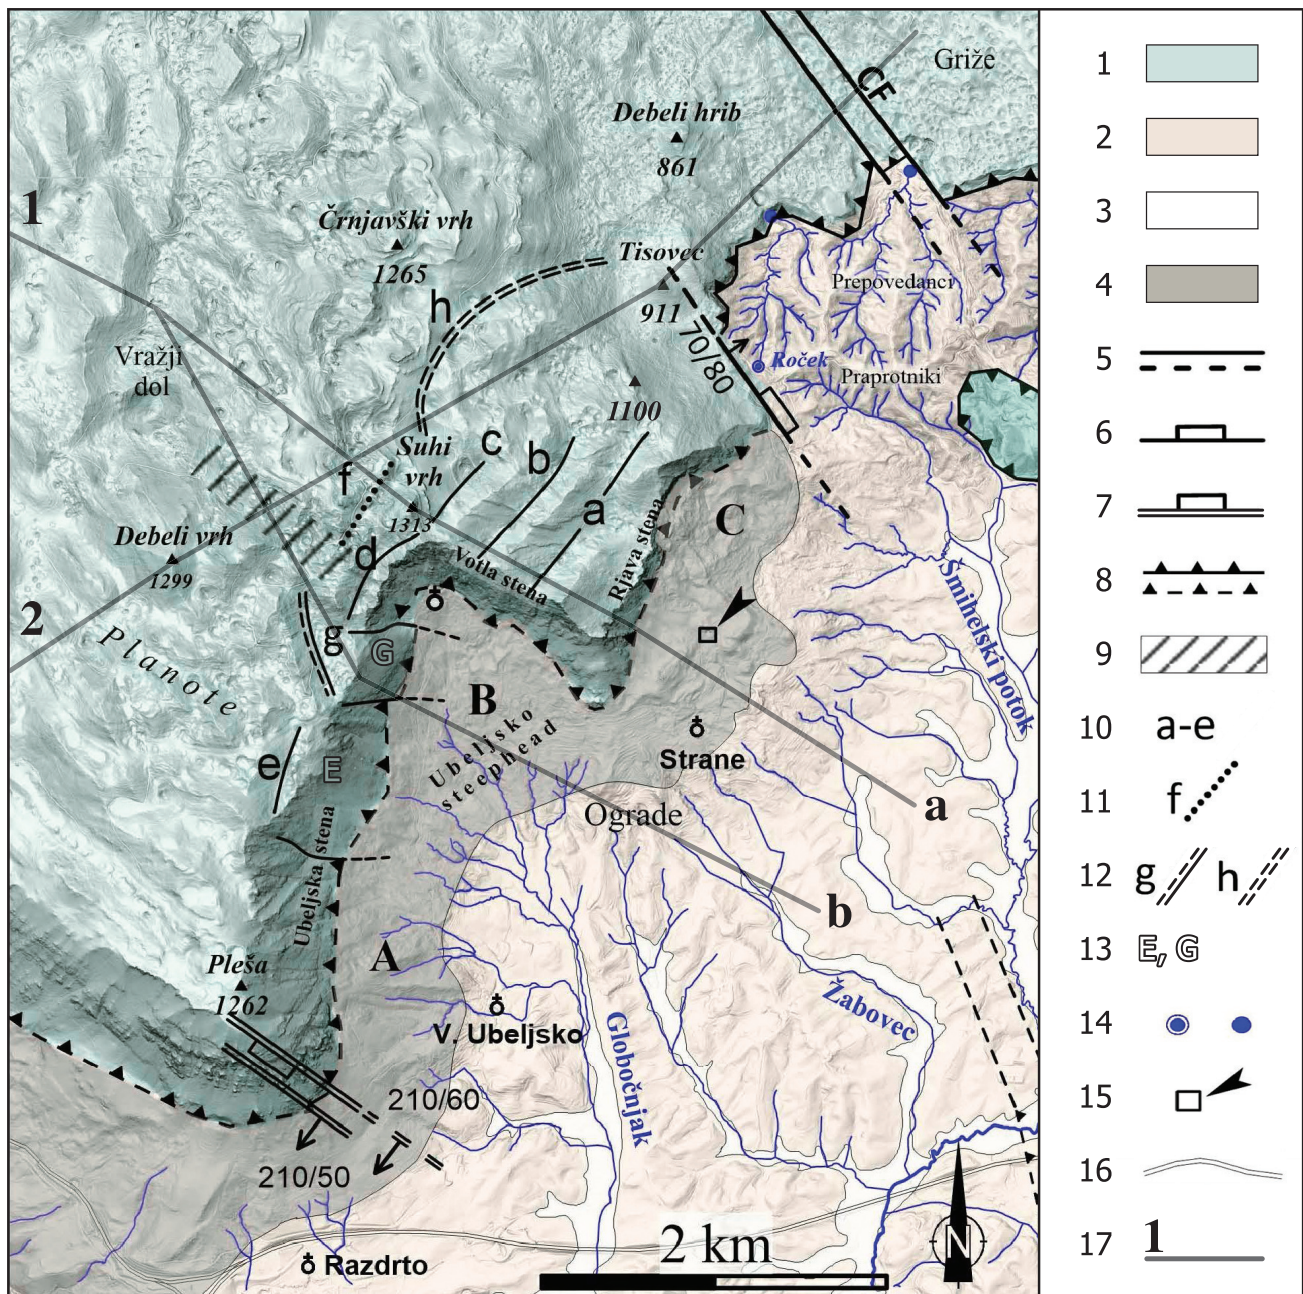 Griže
CF
Debeli hrib
861
1
Črnjavški vrh
1265
Tisovec
911
Prepovedanci
h
70/80
Roček
Praprotniki
Vražji
dol
1100
Suhi
vrh
c
b
a
f
1313
d
Debeli vrh
1299
Votla stena
Rjava stena
C
Šmihelski potok
2
Planote
g
G
B
Ubeljsko
steephead
Strane
e
E
Ograde
a
b
Ubeljska stena
A
Pleša
1262
V. Ubeljsko
Globočnjak
Žabovec
210/60
210/50
Razdrto
2 km
N
1
2
3
4
5
6
7
8
9
10 a-e
11 f
12 g h
13 E, G
14
15
16
17 1